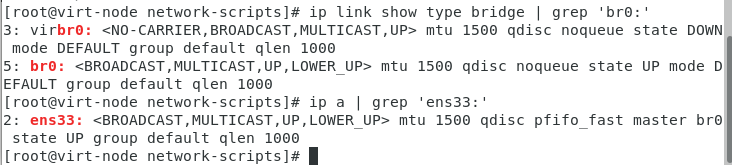 [root@virt-node network-scripts]# ip link show type bridge | grep 'br0:'
3: virbr0: <NO-CARRIER,BROADCAST,MULTICAST,UP> mtu 1500 qdisc noqueue state DOWN
 mode DEFAULT group default qlen 1000
5: br0: <BROADCAST,MULTICAST,UP,LOWER_UP> mtu 1500 qdisc noqueue state UP mode D
EFAULT group default qlen 1000
[root@virt-node network-scripts]# ip a | grep 'ens33:'
2: ens33: <BROADCAST,MULTICAST,UP,LOWER_UP> mtu 1500 qdisc pfifo_fast master br0
 state UP group default qlen 1000
[root@virt-node network-scripts]#